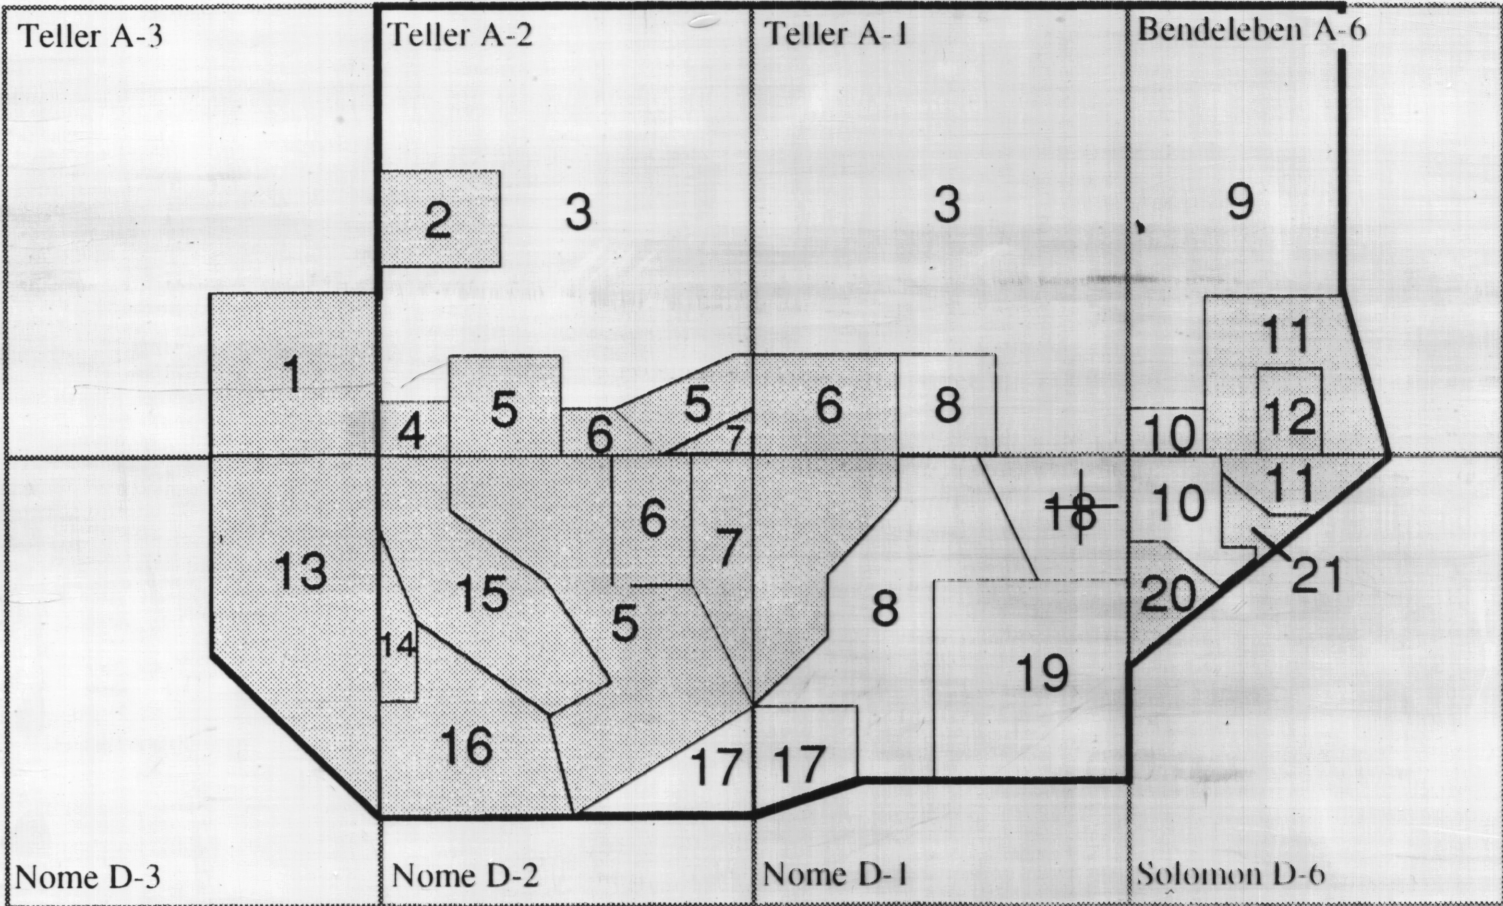 Teller A-3 Teller A-2 Teller A-1 Bendeleben A-6
2 3 3 9
1 11
4 5 6 5 7 6 8 10 12
13 15 6 7 18 10 11
14 5 8 20 21
16 17 17 19
Nome D-3 Nome D-2 Nome D-1 Solomon D-6